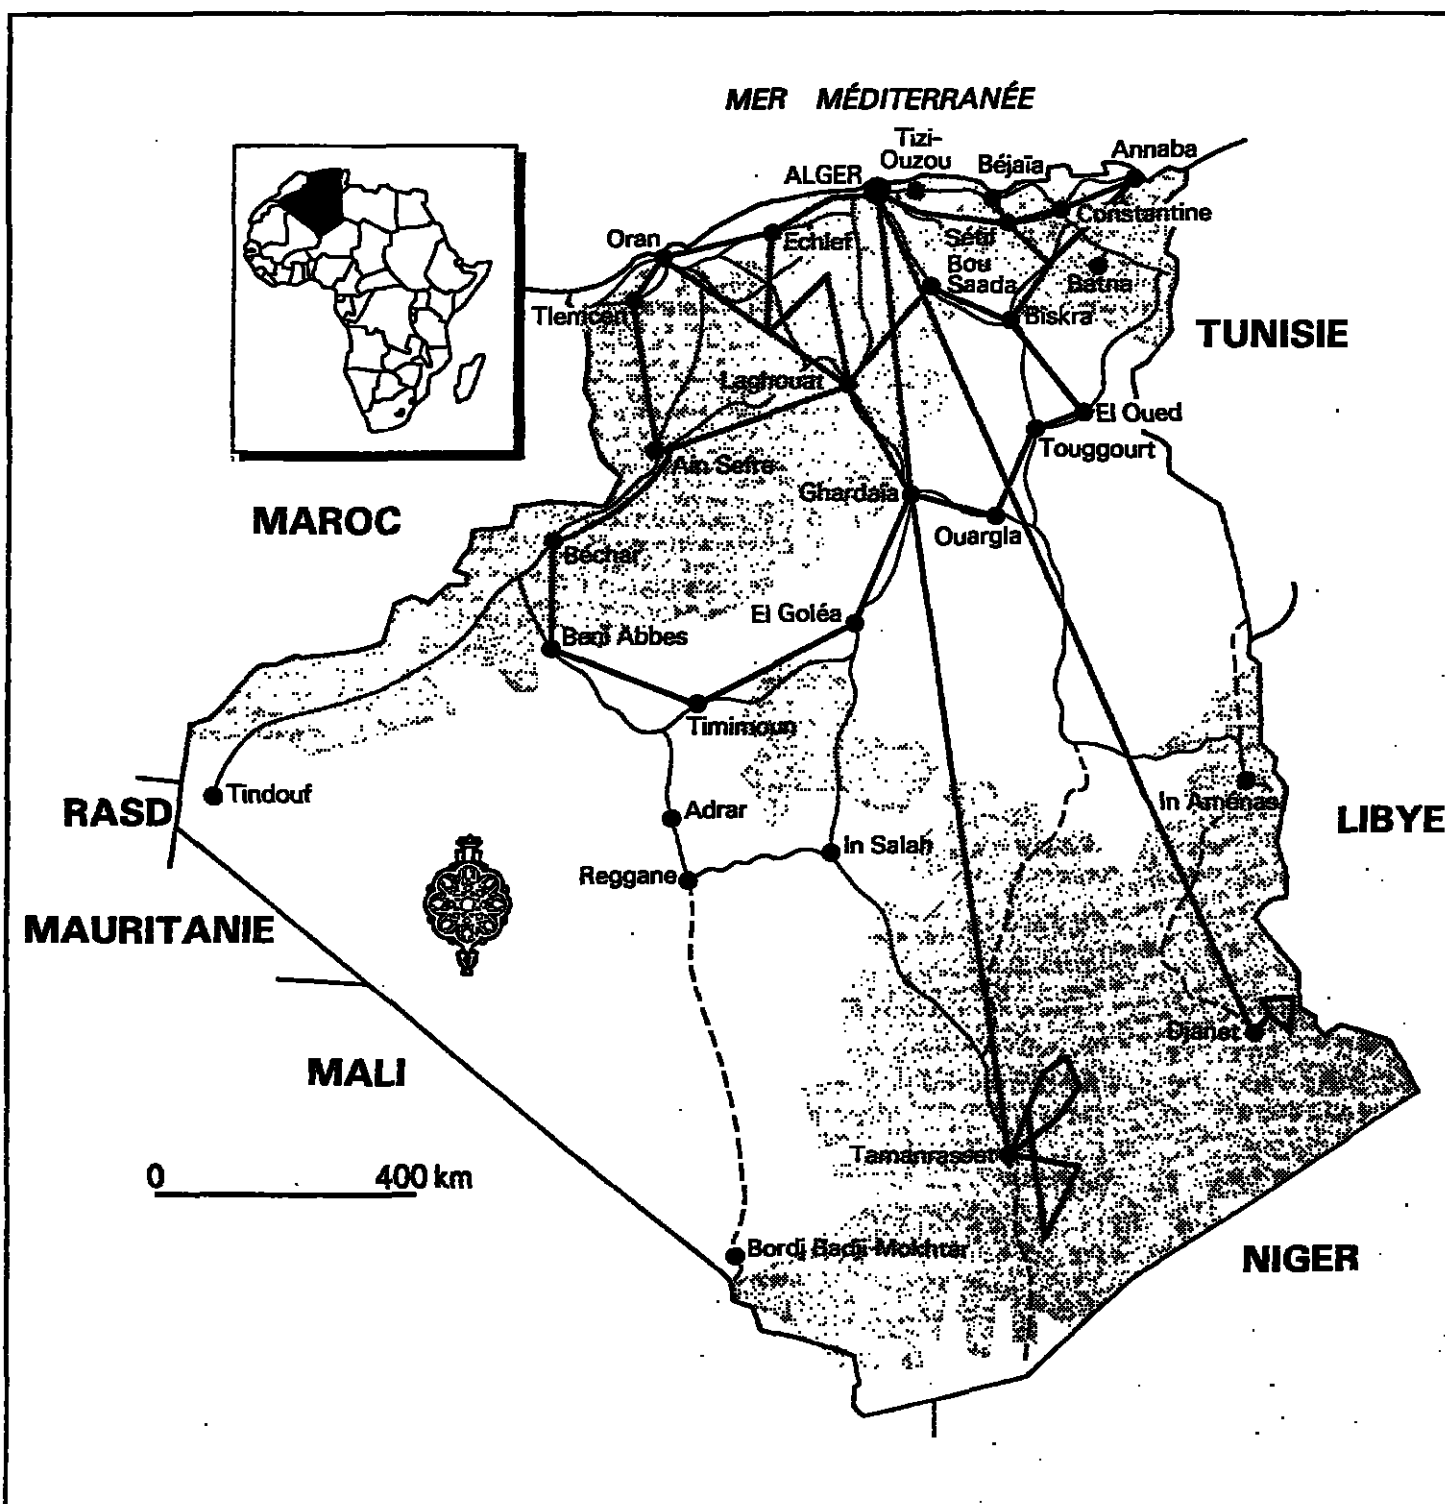 MER MÉDITERRANÉE
Tizi-
Ouzou
Béjaïa
Annaba
ALGER
Constantine
Oran
Echlef
Sétif
Bou
Saada
Batna
Tlemcen
Biskra
TUNISIE
Laghouat
El Oued
Touggourt
Ain Sefra
Ghardaïa
MAROC
Ouargla
Béchar
El Goléa
Beni Abbes
Timimoun
Tindouf
In Aménas
RASD
Adrar
LIBYE
In Salah
Reggane
MAURITANIE
Djanet
MALI
Tamanrasset
0 400 km
Bordj Badji Mokhtar
NIGER